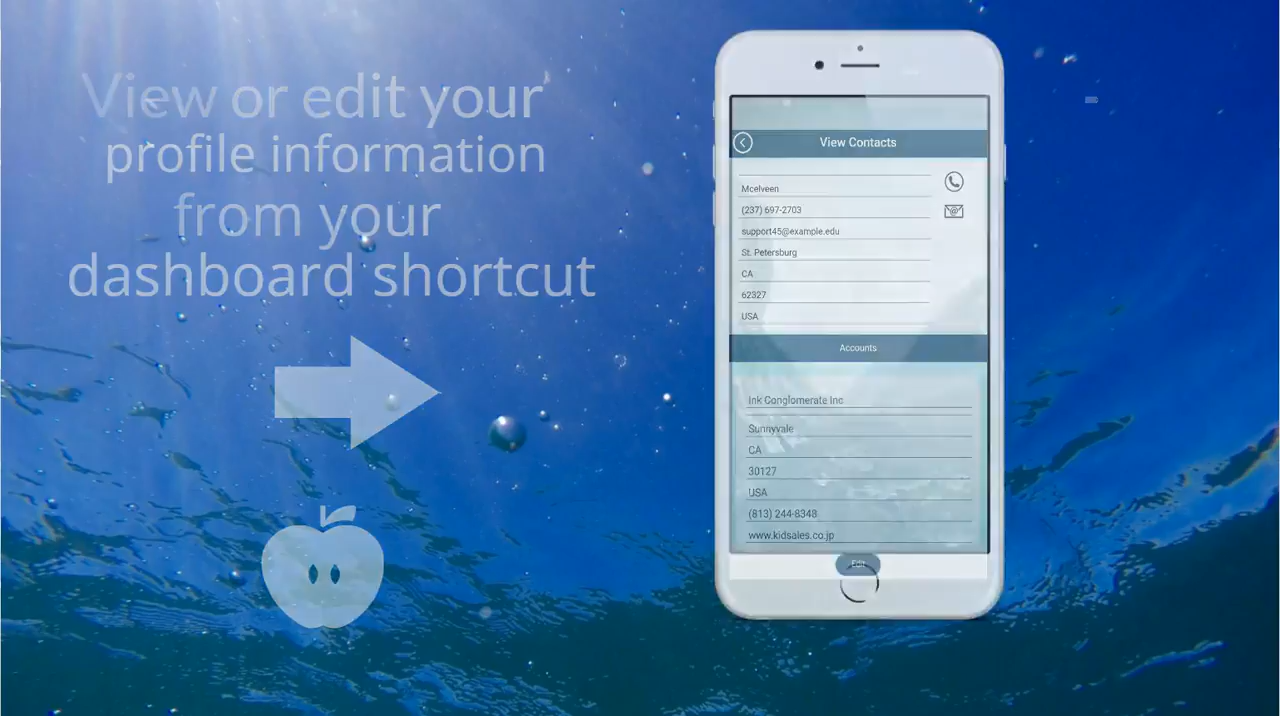 View or edit your
profile information
from your
dashboard shortcut
View Contacts
Mcelveen
(237) 697-2703
support45@example.edu
St. Petersburg
CA
62327
USA
Accounts
Ink Conglomerate Inc
Sunnyvale
CA
30127
USA
(813) 244-8348
www.kidsales.co.jp
Edit